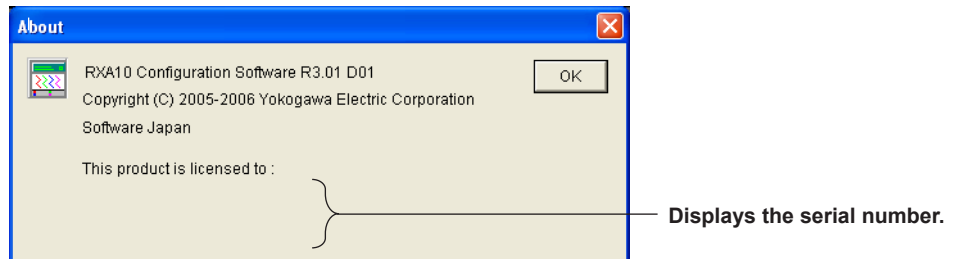 About
RXA10 Configuration Software R3.01 D01
OK
Copyright (C) 2005-2006 Yokogawa Electric Corporation
Software Japan
This product is licensed to :
Displays the serial number.